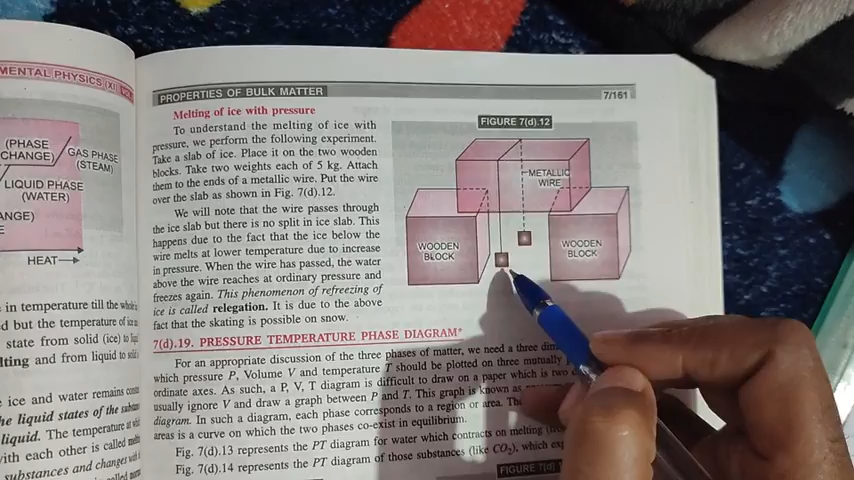 MENTAL PHYSICS (XI)
(PHASE
CHANGE)
GAS PHASE
(STEAM)
LIQUID PHASE
(WATER)
ANGE)
E
HEAT→
in temperature till the whole
d but the temperature of ice
state from solid (ice) to
lting and from liquid to
ice and water remains
he liquid states of the
liquid. The temperature at
with each other is called
substances and changes
PROPERTIES OF BULK MATTER
7/161
Melting of ice with pressure
To understand the melting of ice with
pressure, we perform the following experiment.
Take a slab of ice. Place it on the two wooden
blocks. Take two weights each of 5 kg. Attach
them to the ends of a metallic wire. Put the wire
over the slab as shown in Fig. 7(d).12.
We will note that the wire passes through
the ice slab but there is no split in ice slab. This
happens due to the fact that the ice below the
wire melts at lower temperature due to increase
in pressure. When the wire has passed, the water
above the wire reaches at ordinary pressure and
freezes again. This phenomenon of refreezing of
ice is called relegation. It is due to the above
fact that the skating is possible on snow.
FIGURE 7(d).12
METALLIC
WIRE
WOODEN
BLOCK
WOODEN
BLOCK
7(d).19. PRESSURE TEMPERATURE PHASE DIAGRAM*
For an appropriate discussion of the three phases of matter, we need a three
which pressure P, Volume V and temperature T should be plotted on three mutually
ordinate axes. As such, a P, V, T diagram is difficult to draw on a paper which is two
usually ignore V and draw a graph between P and T. This graph is known as
diagram. In such a diagram, each phase corresponds to a region or area. The
areas is a curve on which the two phases co-exist in equilibrium.
Fig. 7(d).13 represents the PT diagram for water which contracts on melting
Fig. 7(d).14 represents the PT diagram of those substances (like CO₂), which
FIGURE 7(d)